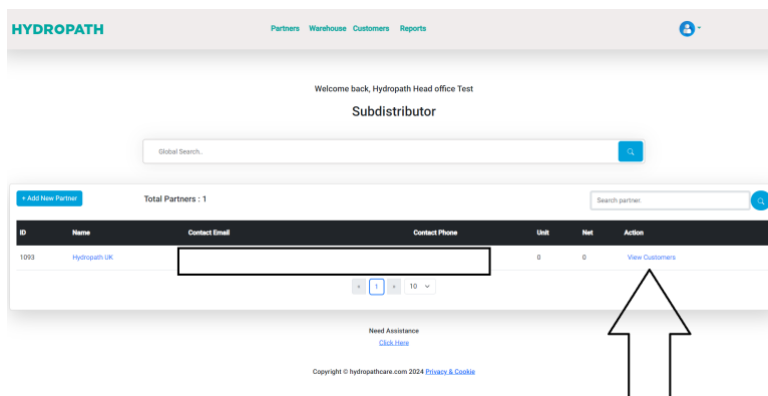 HYDROPATH
Partners Warehouse Customers Reports
Welcome back, Hydropath Head office Test
Subdistributor
Global Search..
+ Add New Partner
Total Partners : 1
Search partner.
ID Name Contact Email Contact Phone Unit Net Action
1093 Hydropath UK 0 0 View Customers
« 1 » 10
Need Assistance
Click Here
Copyright © hydropathcare.com 2024 Privacy & Cookie